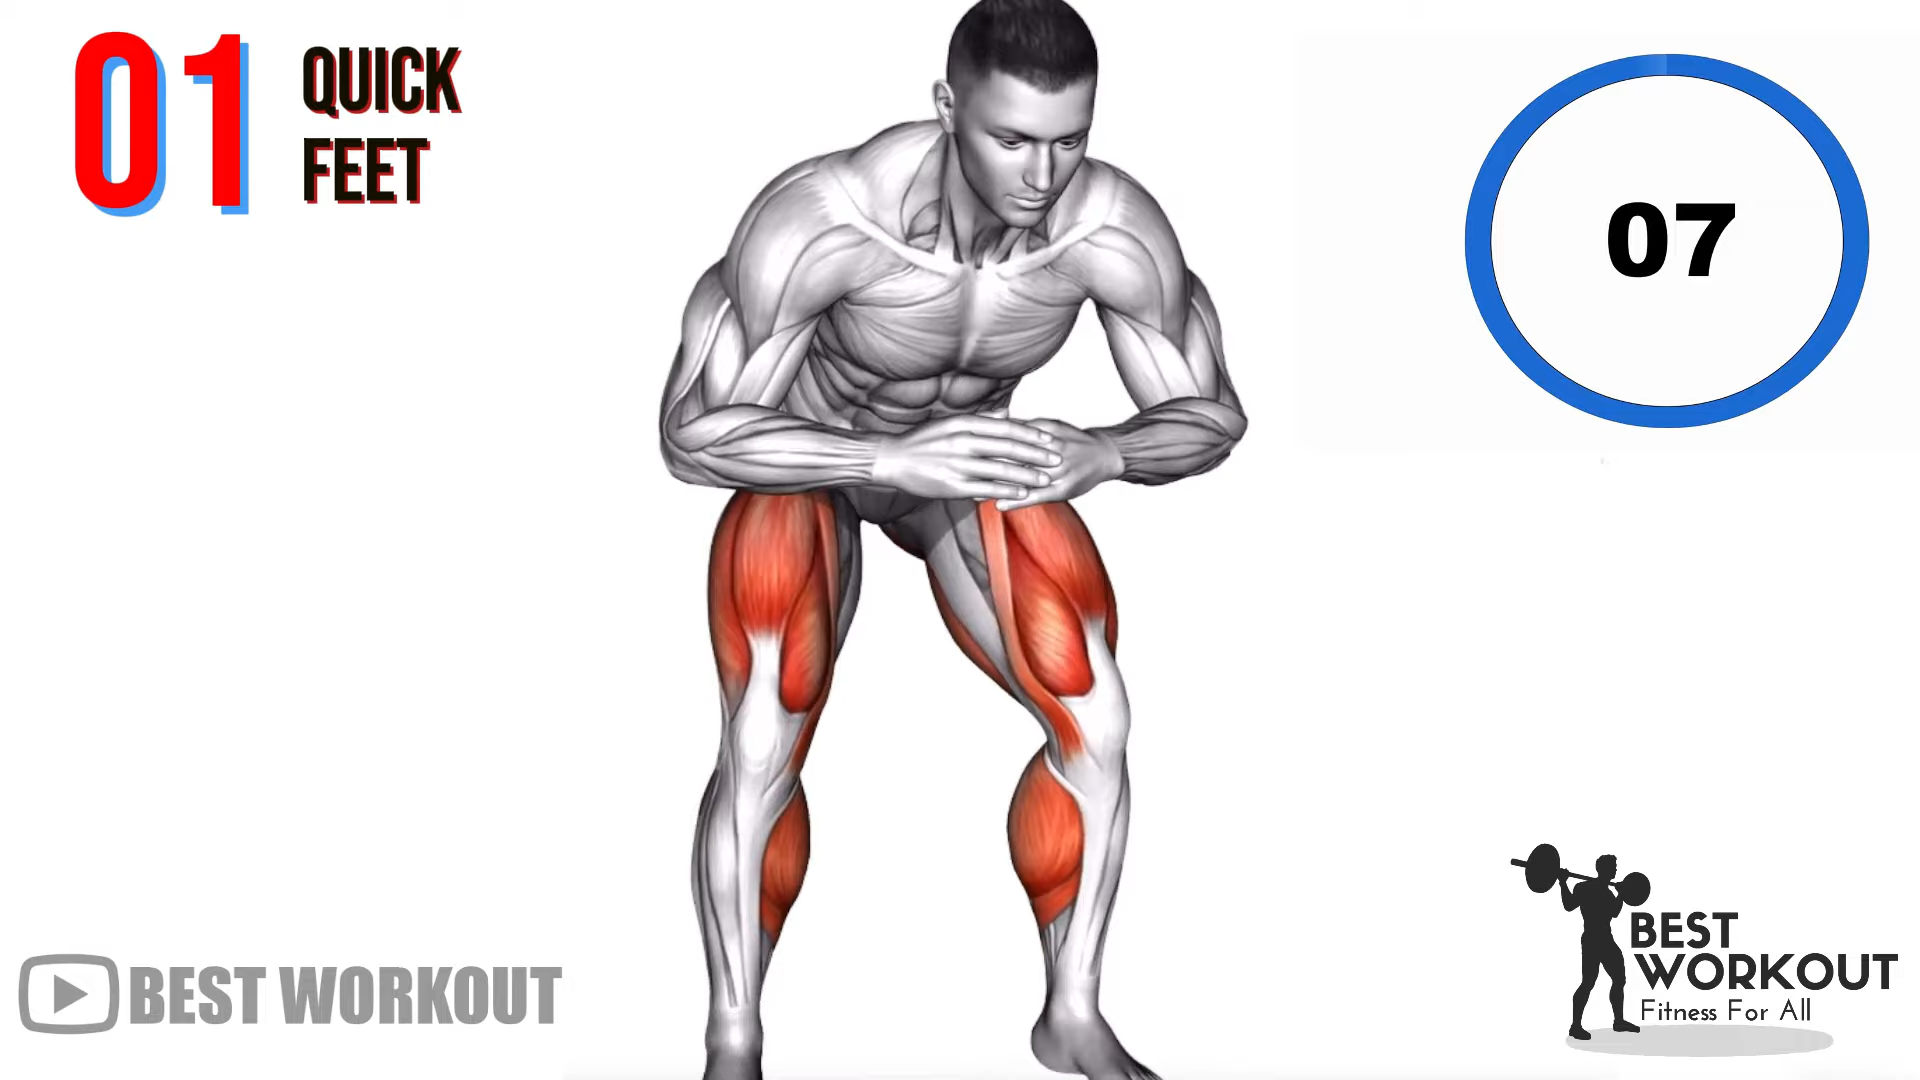 01
QUICK
FEET
07
BEST WORKOUT
BEST
WORKOUT
Fitness For All